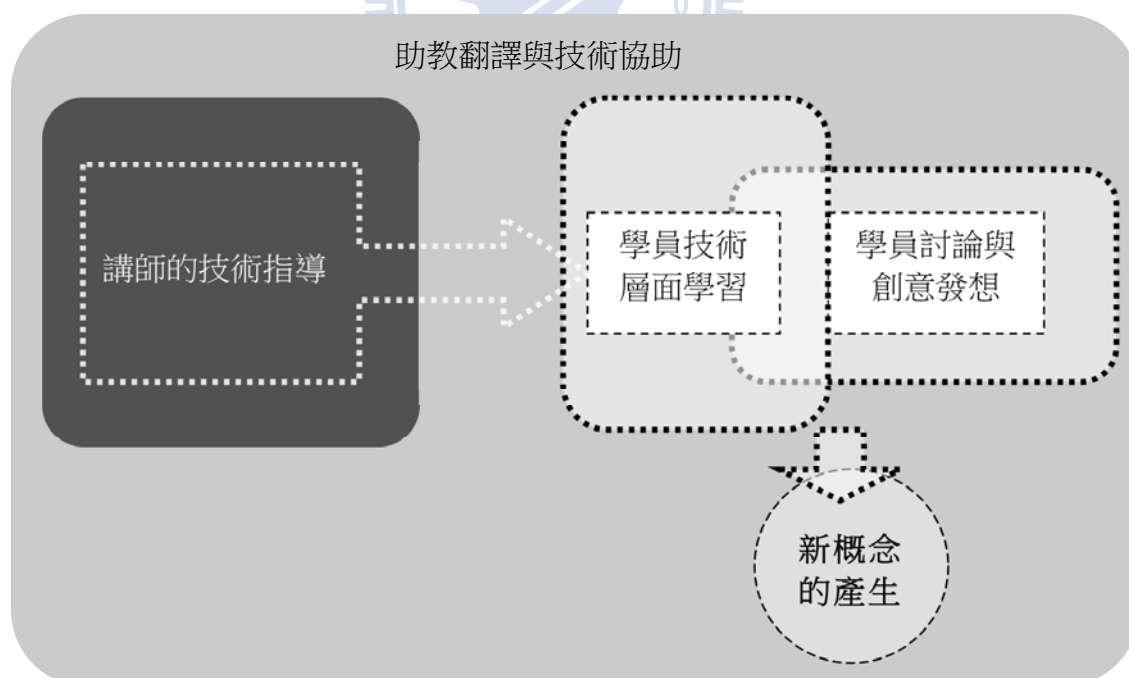 助教翻譯與技術協助
講師的技術指導
學員技術
層面學習
學員討論與
創意發想
新概念
的產生